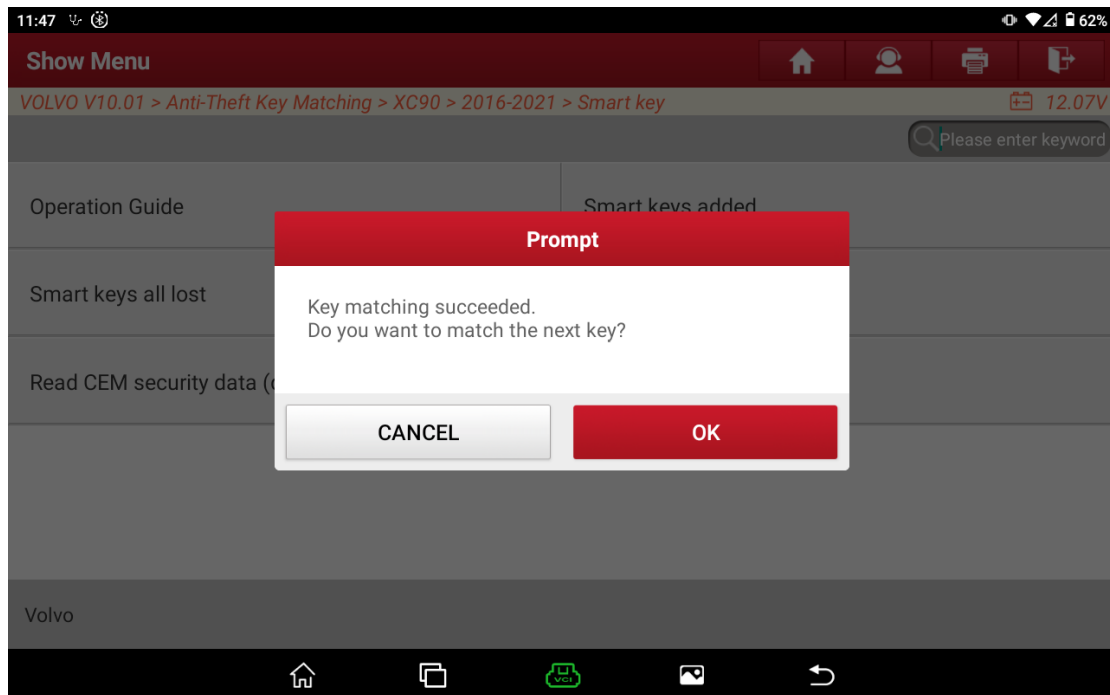 11:47
62%
Show Menu
VOLVO V10.01 > Anti-Theft Key Matching > XC90 > 2016-2021 > Smart key
12.07V
Please enter keyword
Operation Guide
Smart keys added
Prompt
Smart keys all lost
Key matching succeeded.
Do you want to match the next key?
Read CEM security data (
CANCEL
OK
Volvo
VCI